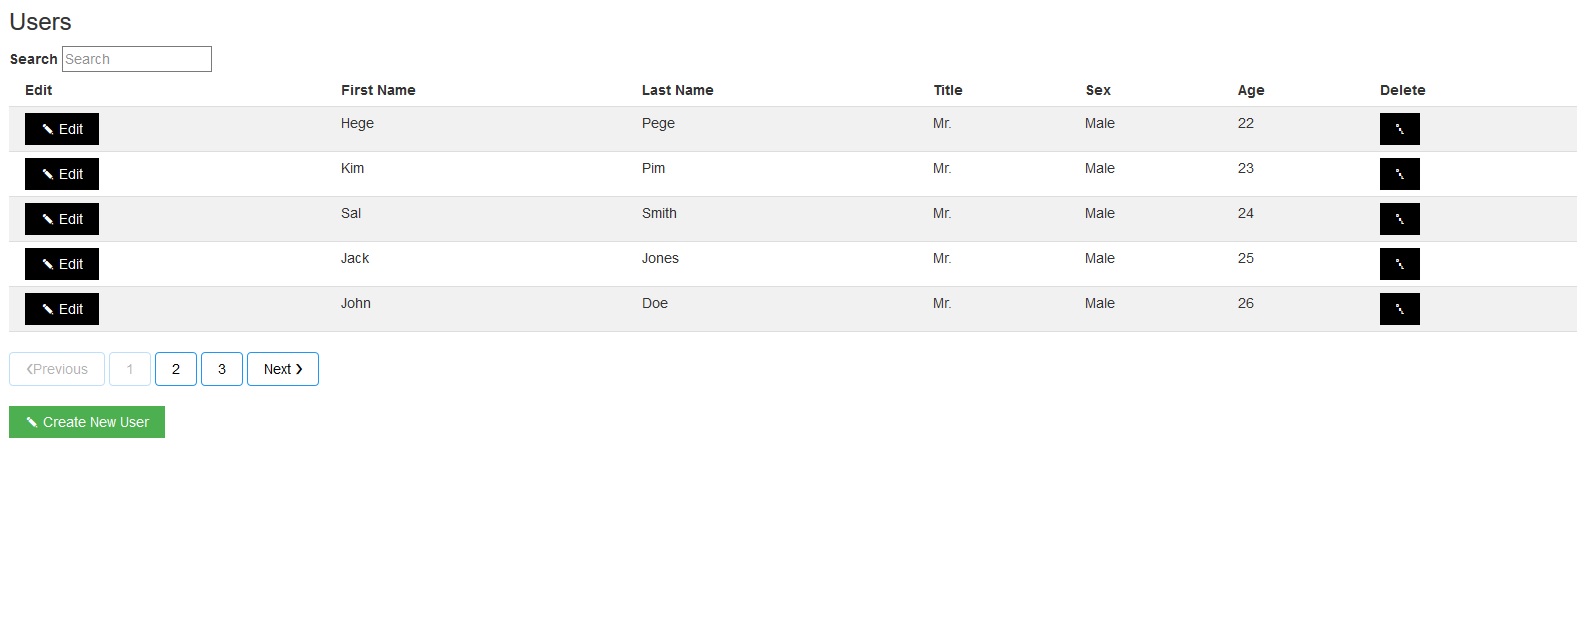 Users
Search Search
Edit First Name Last Name Title Sex Age Delete
Edit Hege Pege Mr. Male 22
Edit Kim Pim Mr. Male 23
Edit Sal Smith Mr. Male 24
Edit Jack Jones Mr. Male 25
Edit John Doe Mr. Male 26
❮Previous 1 2 3 Next ❯
Create New User